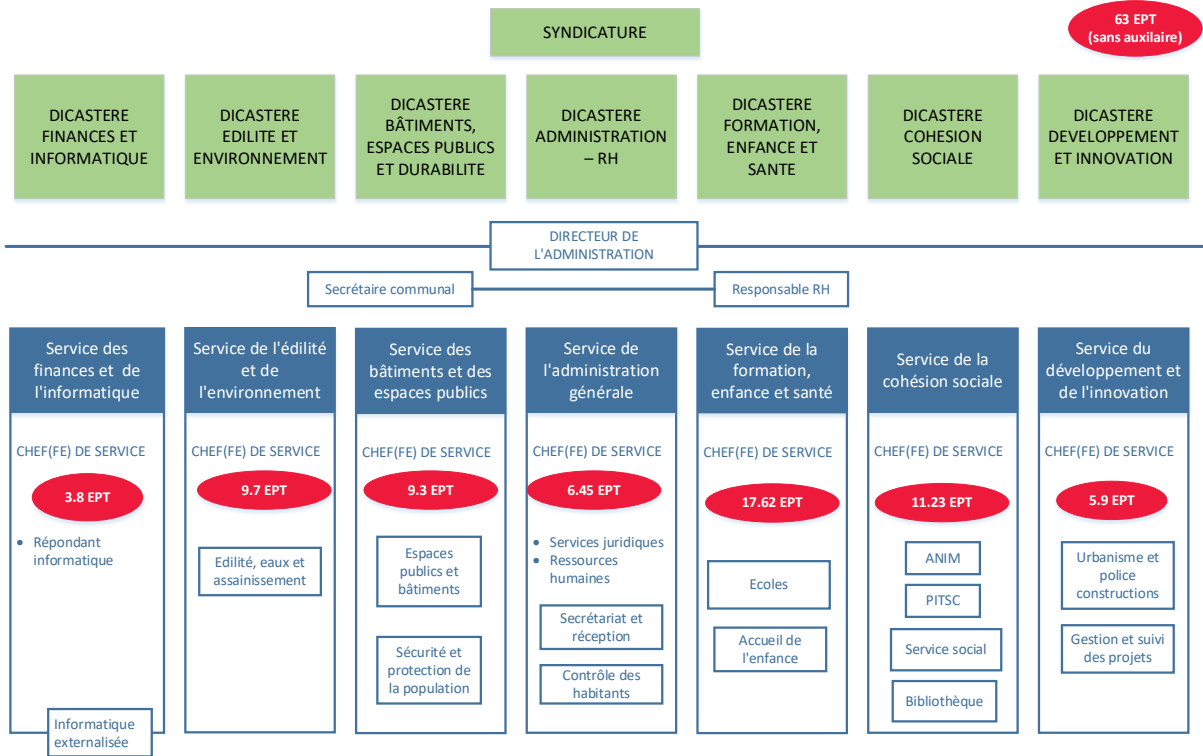 SYNDICATURE
63 EPT
(sans auxilaire)
DICASTERE
FINANCES ET
INFORMATIQUE
DICASTERE
EDILITE ET
ENVIRONNEMENT
DICASTERE
BÂTIMENTS,
ESPACES PUBLICS
ET DURABILITE
DICASTERE
ADMINISTRATION
– RH
DICASTERE
FORMATION,
ENFANCE ET
SANTE
DICASTERE
COHESION
SOCIALE
DICASTERE
DEVELOPPEMENT
ET INNOVATION
DIRECTEUR DE
L'ADMINISTRATION
Secrétaire communal
Responsable RH
Service des
finances et de
l'informatique
CHEF(FE) DE SERVICE
3.8 EPT
• Répondant
informatique
Informatique
externalisée
Service de l'édilité
et de
l'environnement
CHEF(FE) DE SERVICE
9.7 EPT
Edilité, eaux et
assainissement
Service des
bâtiments et des
espaces publics
CHEF(FE) DE SERVICE
9.3 EPT
Espaces
publics et
bâtiments
Sécurité et
protection de
la population
Service de
l'administration
générale
CHEF(FE) DE SERVICE
6.45 EPT
• Services juridiques
• Ressources
humaines
Secrétariat et
réception
Contrôle des
habitants
Service de la
formation,
enfance et santé
CHEF(FE) DE SERVICE
17.62 EPT
Ecoles
Accueil de
l'enfance
Service de la
cohésion sociale
CHEF(FE) DE SERVICE
11.23 EPT
ANIM
PITSC
Service social
Bibliothèque
Service du
développement et
de l'innovation
CHEF(FE) DE SERVICE
5.9 EPT
Urbanisme et
police
constructions
Gestion et suivi
des projets